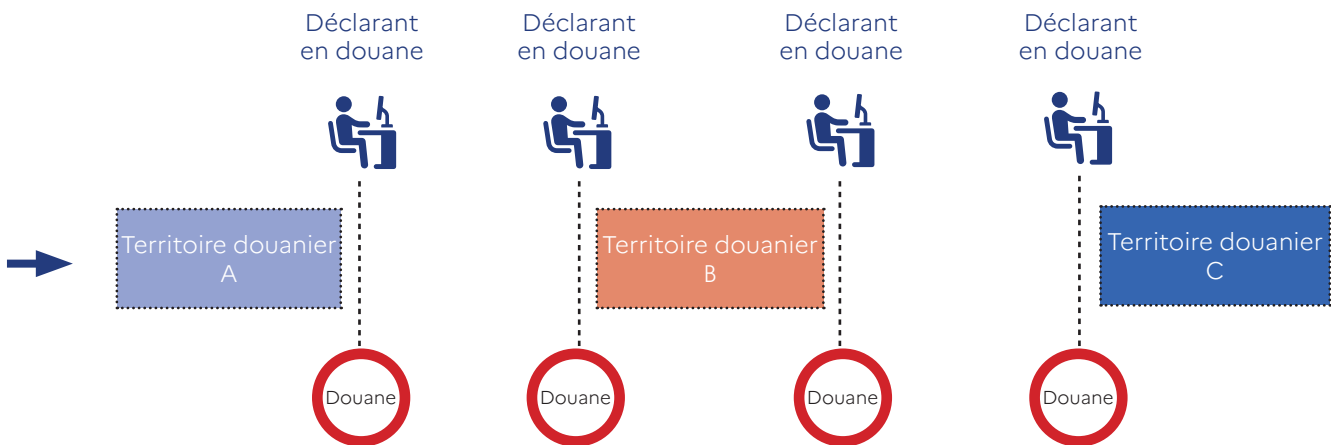 Déclarant
en douane
Déclarant
en douane
Déclarant
en douane
Déclarant
en douane
Territoire douanier
A
Territoire douanier
B
Territoire douanier
C
Douane
Douane
Douane
Douane